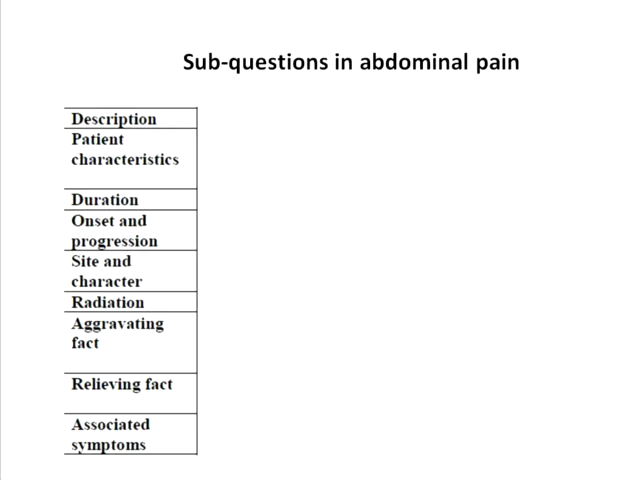 Sub-questions in abdominal pain
Description
Patient
characteristics
Duration
Onset and
progression
Site and
character
Radiation
Aggravating
fact
Relieving fact
Associated
symptoms